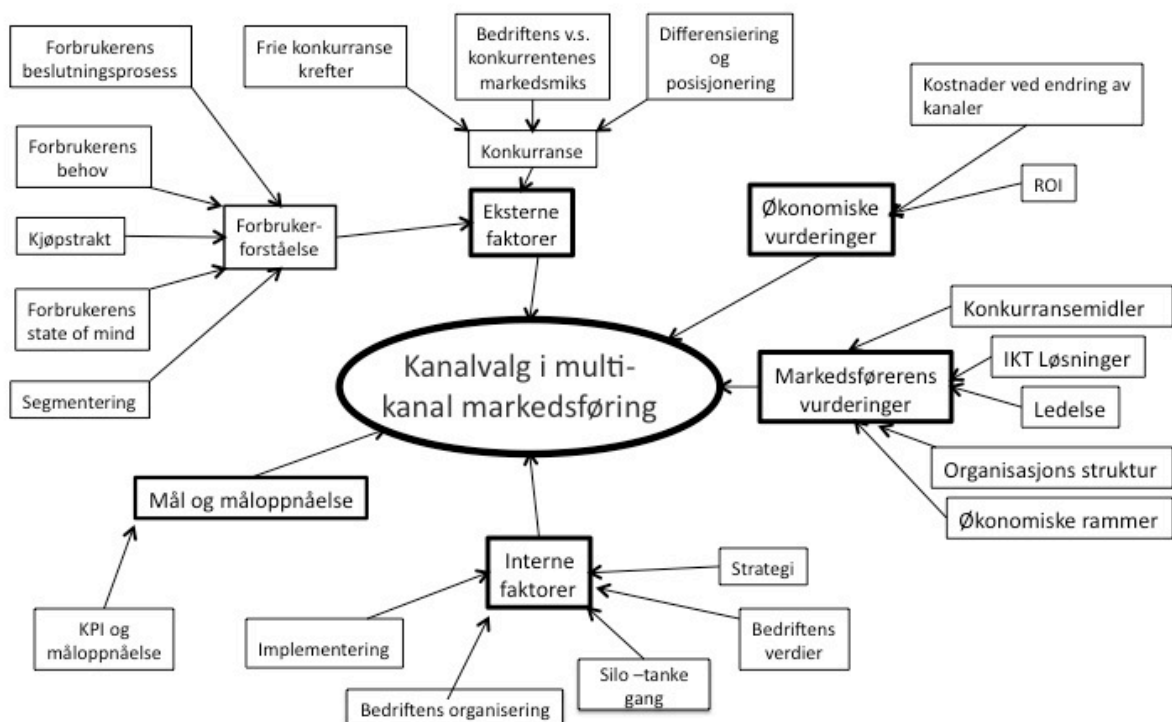 Forbrukerens
beslutningsprosess
Frie konkurranse
krefter
Bedriftens v.s.
konkurrentenes
markedsmiks
Differensiering
og
posisjonering
Kostnader ved endring av
kanaler
Forbrukerens
behov
Konkurranse
ROI
Kjøpstrakt
Forbruker-
forståelse
Eksterne
faktorer
Økonomiske
vurderinger
Forbrukerens
state of mind
Konkurransemidler
Segmentering
Kanalvalg i multi-
kanal markedsføring
Markedsførerens
vurderinger
IKT Løsninger
Ledelse
Organisasjons struktur
Økonomiske rammer
Mål og måloppnåelse
KPI og
måloppnåelse
Interne
faktorer
Strategi
Implementering
Bedriftens
verdier
Silo –tanke
gang
Bedriftens organisering